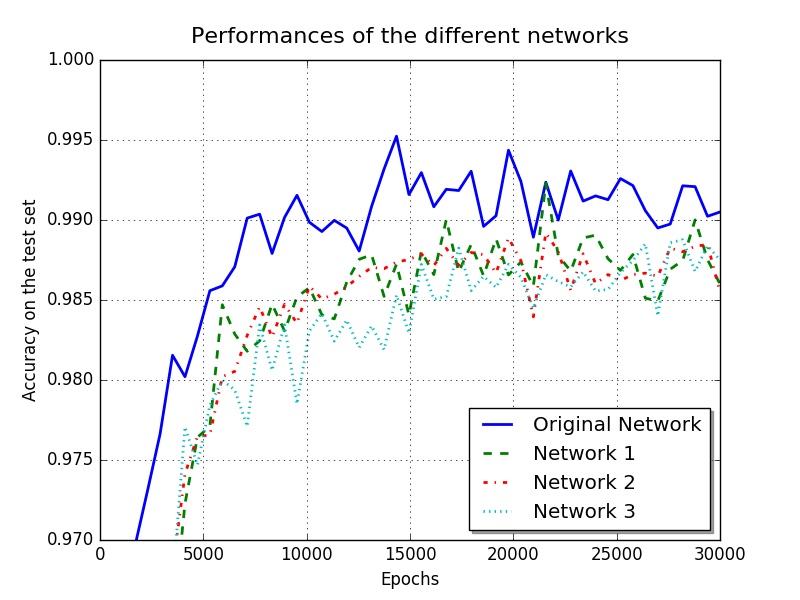 Performances of the different networks
1.000
0.995
0.990
0.985
0.980
0.975
0.970
Accuracy on the test set
0
5000
10000
15000
20000
25000
30000
Epochs
Original Network
Network 1
Network 2
Network 3